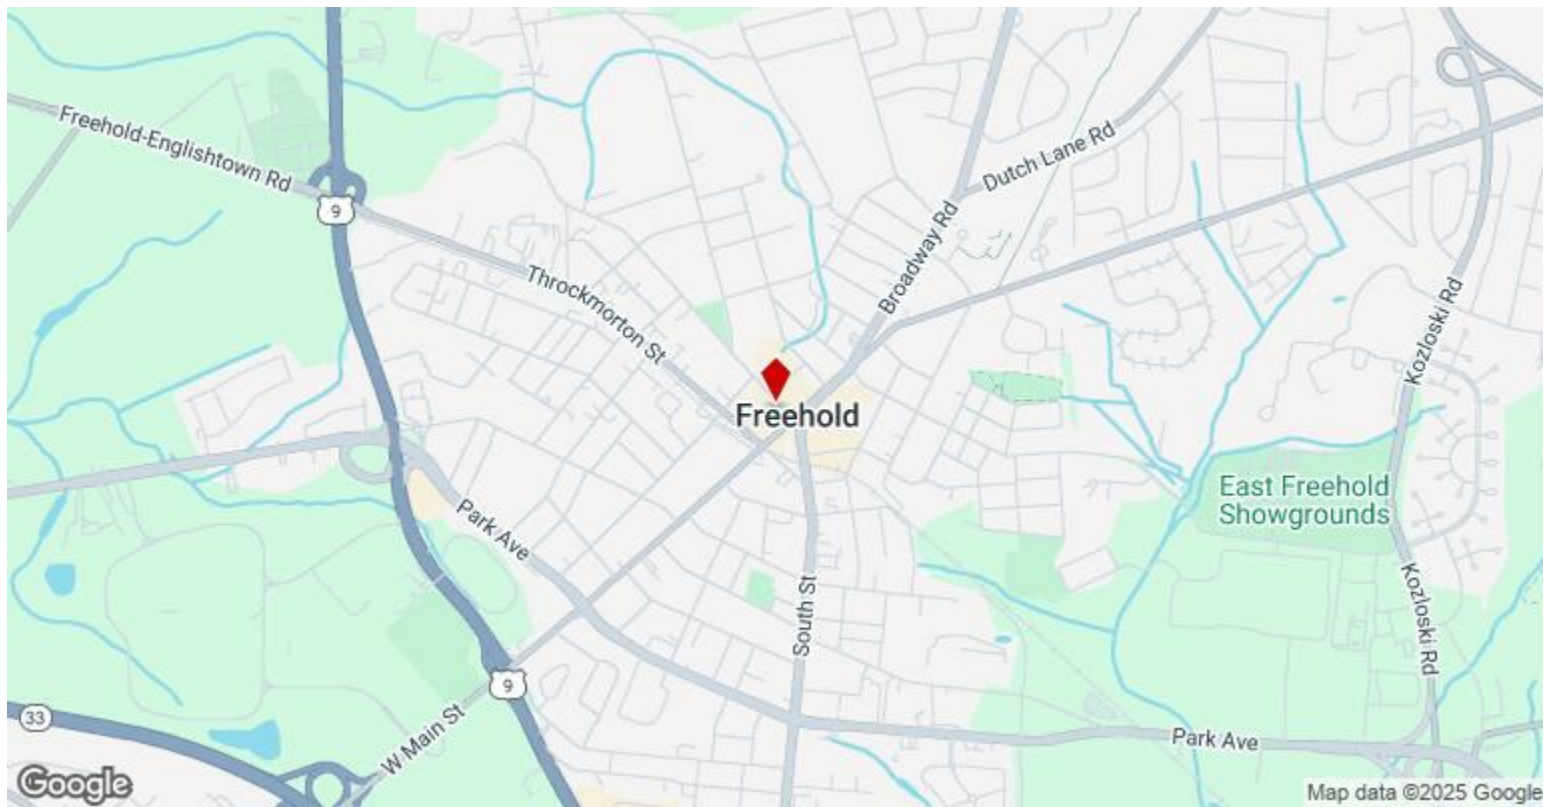 Freehold-Englishtown Rd
9
Dutch Lane Rd
Broadway Rd
Throckmorton St
Kozloski Rd
Freehold
East Freehold
Showgrounds
Park Ave
South St
Kozloski Rd
9
33
W Main St
Park Ave
Google
Map data ©2025 Google